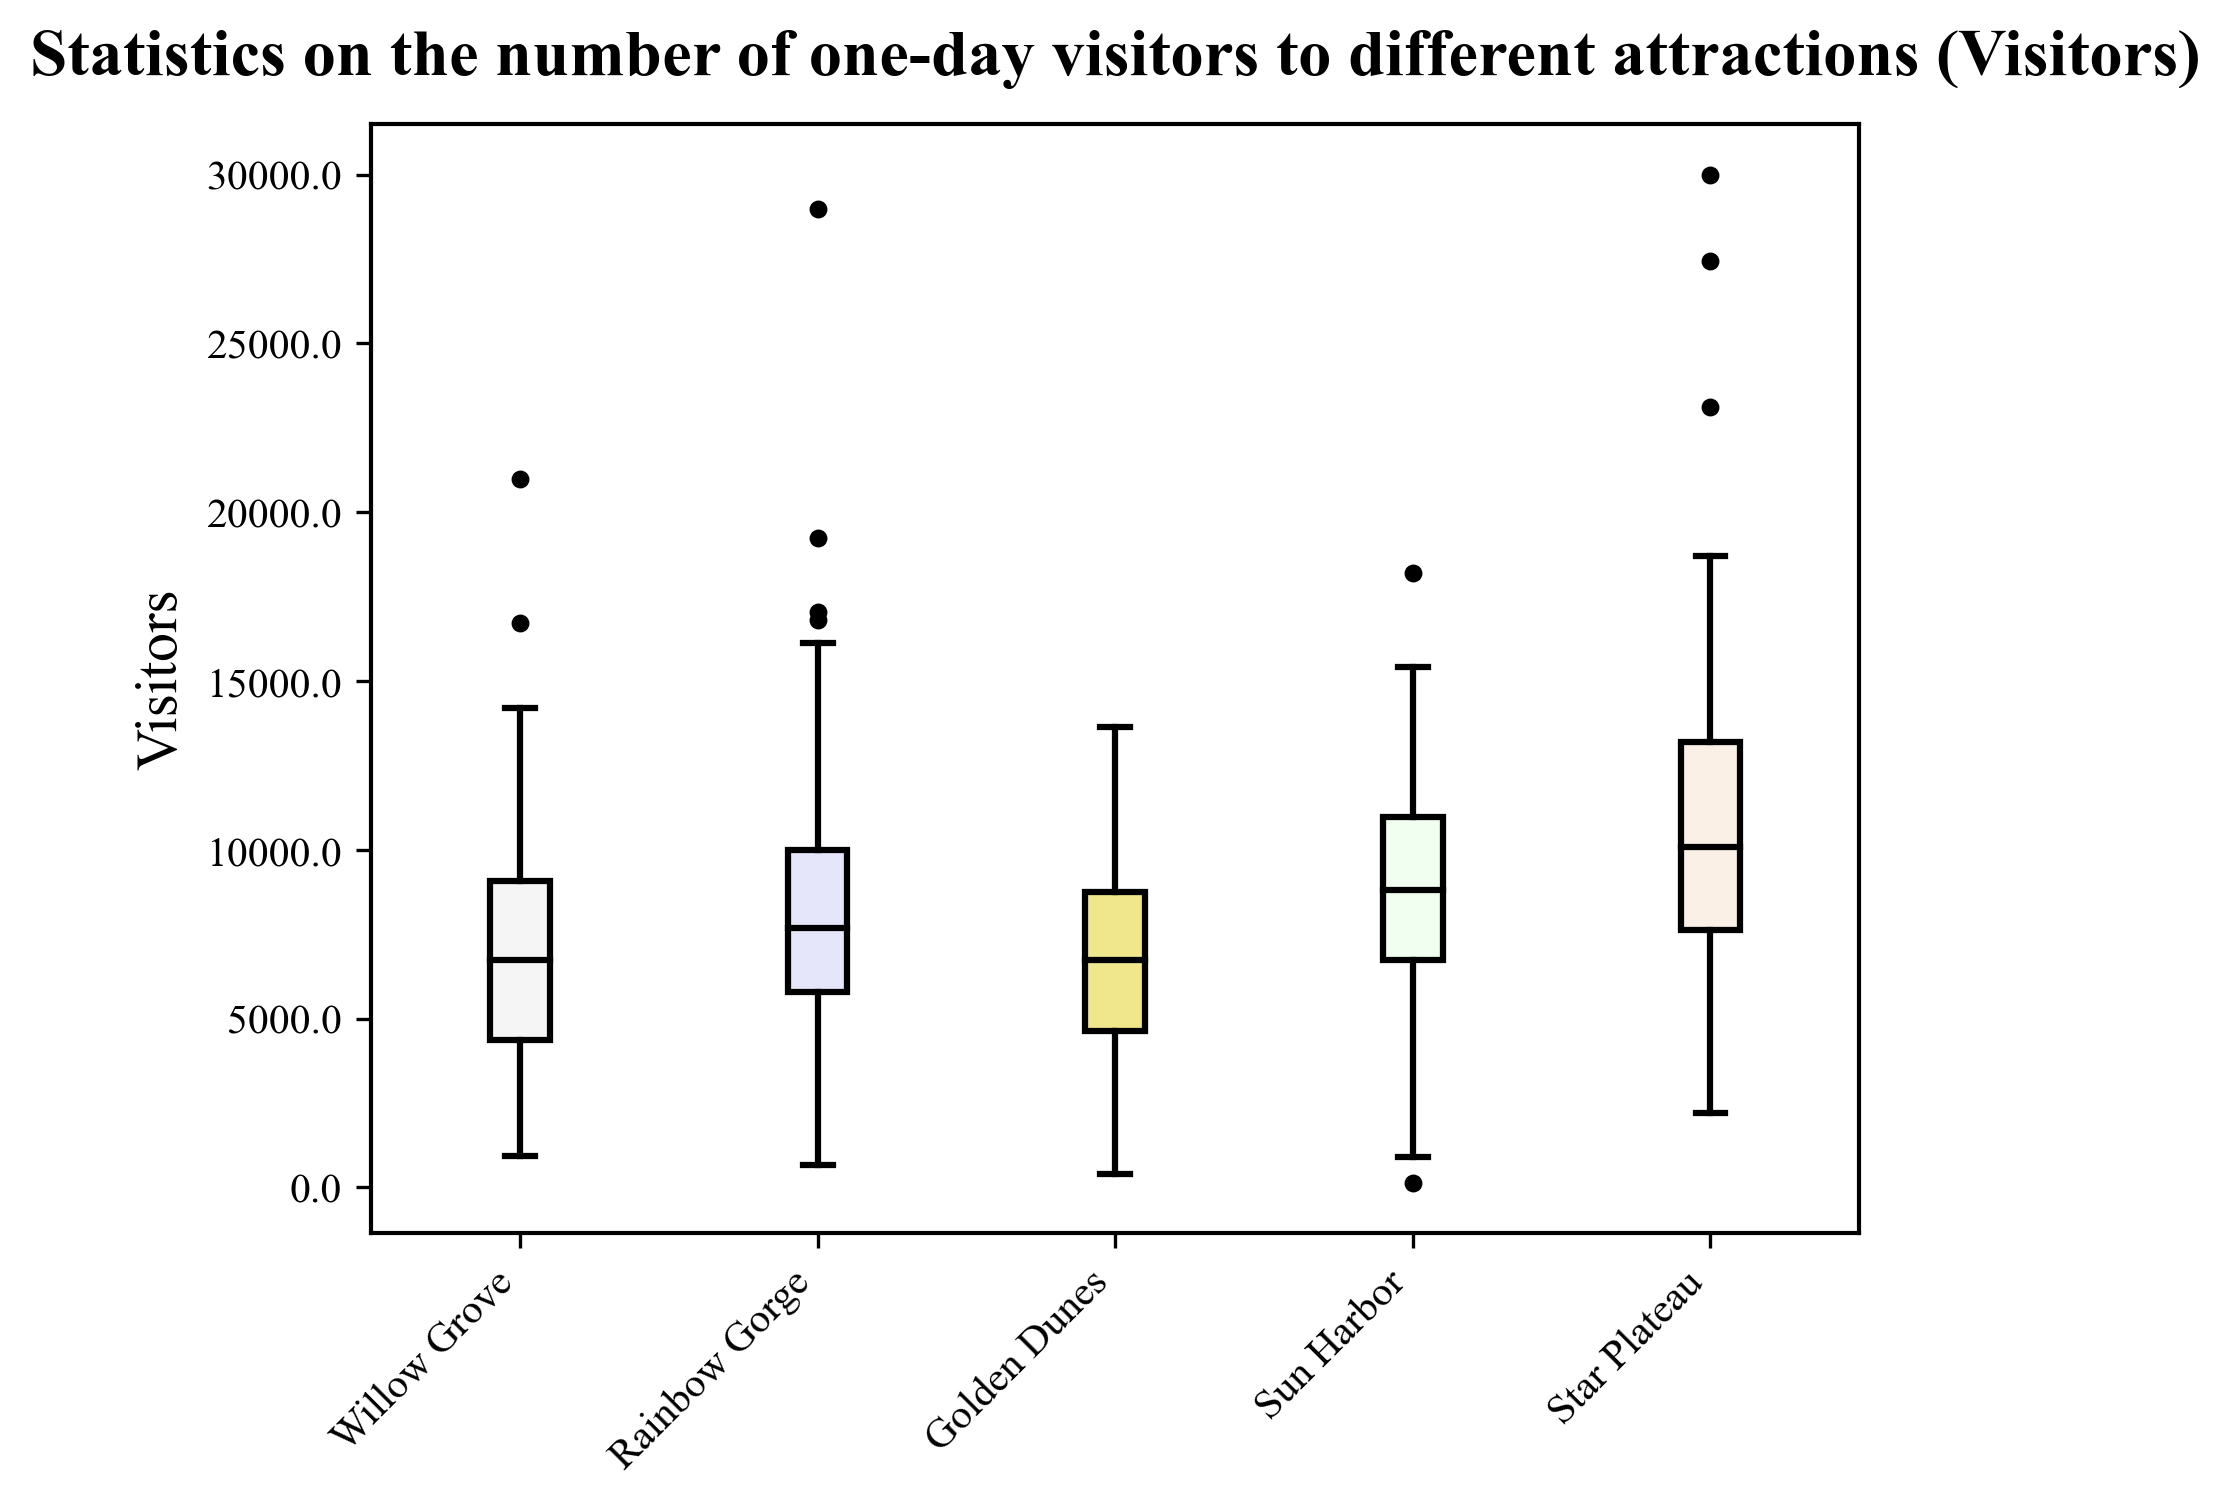 Statistics on the number of one-day visitors to different attractions (Visitors)
Visitors
30000.0
25000.0
20000.0
15000.0
10000.0
5000.0
0.0
Willow Grove
Rainbow Gorge
Golden Dunes
Sun Harbor
Star Plateau